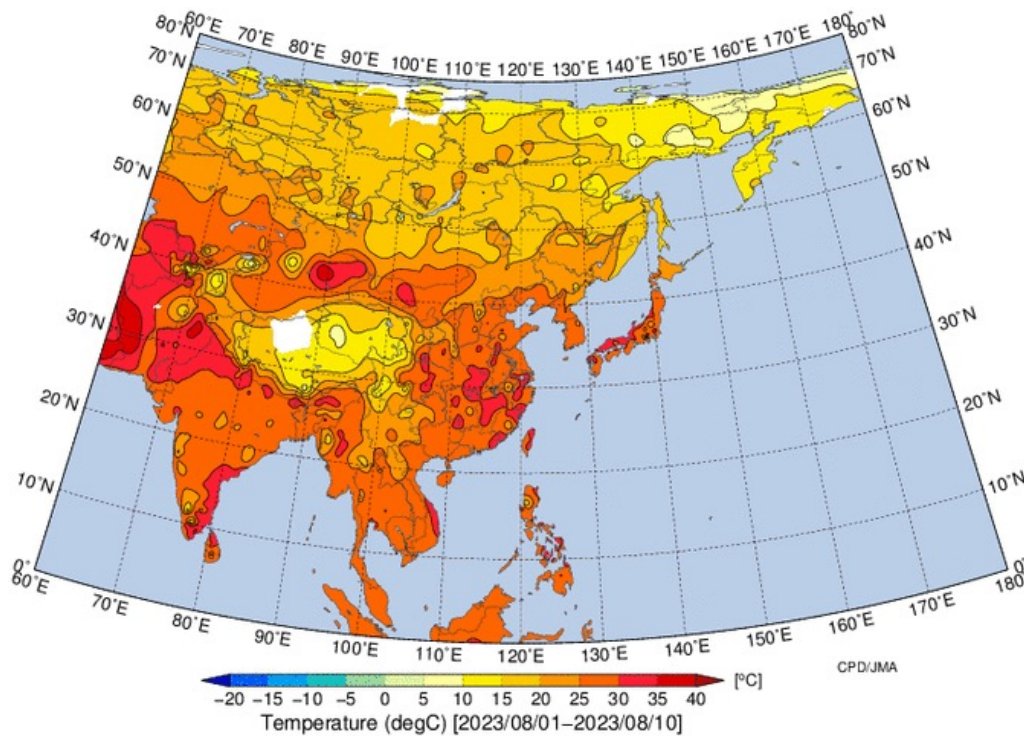 80°N 60°E 70°E 80°E 90°E 100°E 110°E 120°E 130°E 140°E 150°E 160°E 170°E 180° 80°N
70°N 70°N
60°N 60°N
50°N 50°N
40°N 40°N
30°N 30°N
20°N 20°N
10°N 10°N
0° 0°
60°E 70°E 80°E 90°E 100°E 110°E 120°E 130°E 140°E 150°E 160°E 170°E 180°
CPD/JMA
[°C]
−20 −15 −10 −5 0 5 10 15 20 25 30 35 40
Temperature (degC) [2023/08/01−2023/08/10]